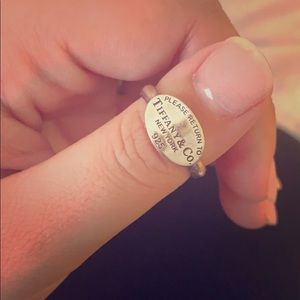 PLEASE RETURN TO
TIFFANY & CO.
NEW YORK
925